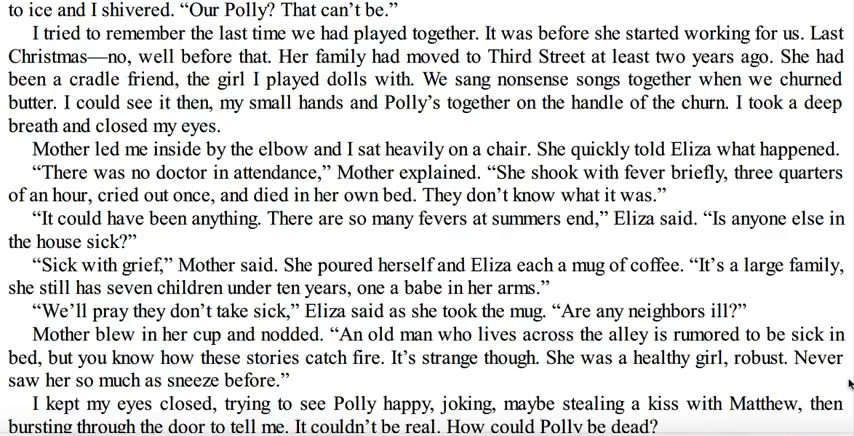 to ice and I shivered. “Our Polly? That can’t be.”
I tried to remember the last time we had played together. It was before she started working for us. Last
Christmas—no, well before that. Her family had moved to Third Street at least two years ago. She had
been a cradle friend, the girl I played dolls with. We sang nonsense songs together when we churned
butter. I could see it then, my small hands and Polly’s together on the handle of the churn. I took a deep
breath and closed my eyes.
Mother led me inside by the elbow and I sat heavily on a chair. She quickly told Eliza what happened.
“There was no doctor in attendance,” Mother explained. “She shook with fever briefly, three quarters
of an hour, cried out once, and died in her own bed. They don’t know what it was.”
“It could have been anything. There are so many fevers at summers end,” Eliza said. “Is anyone else in
the house sick?”
“Sick with grief,” Mother said. She poured herself and Eliza each a mug of coffee. “It’s a large family,
she still has seven children under ten years, one a babe in her arms.”
“We’ll pray they don’t take sick,” Eliza said as she took the mug. “Are any neighbors ill?”
Mother blew in her cup and nodded. “An old man who lives across the alley is rumored to be sick in
bed, but you know how these stories catch fire. It’s strange though. She was a healthy girl, robust. Never
saw her so much as sneeze before.”
I kept my eyes closed, trying to see Polly happy, joking, maybe stealing a kiss with Matthew, then
bursting through the door to tell me. It couldn’t be real. How could Polly be dead?